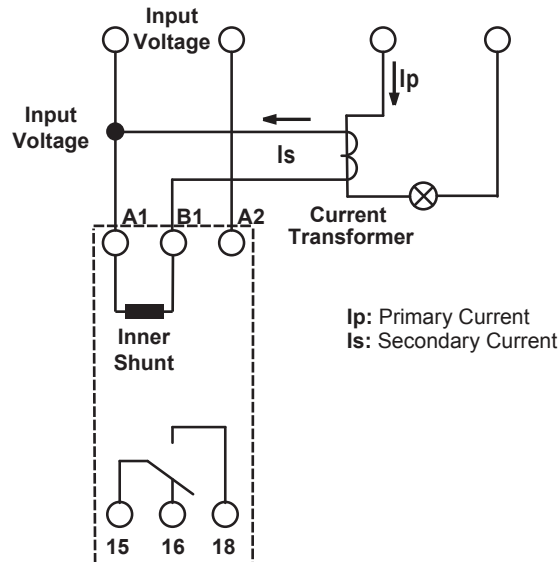 Input
Voltage
Input
Voltage
Ip
Is
A1 B1 A2
Current
Transformer
Inner
Shunt
Ip: Primary Current
Is: Secondary Current
15 16 18